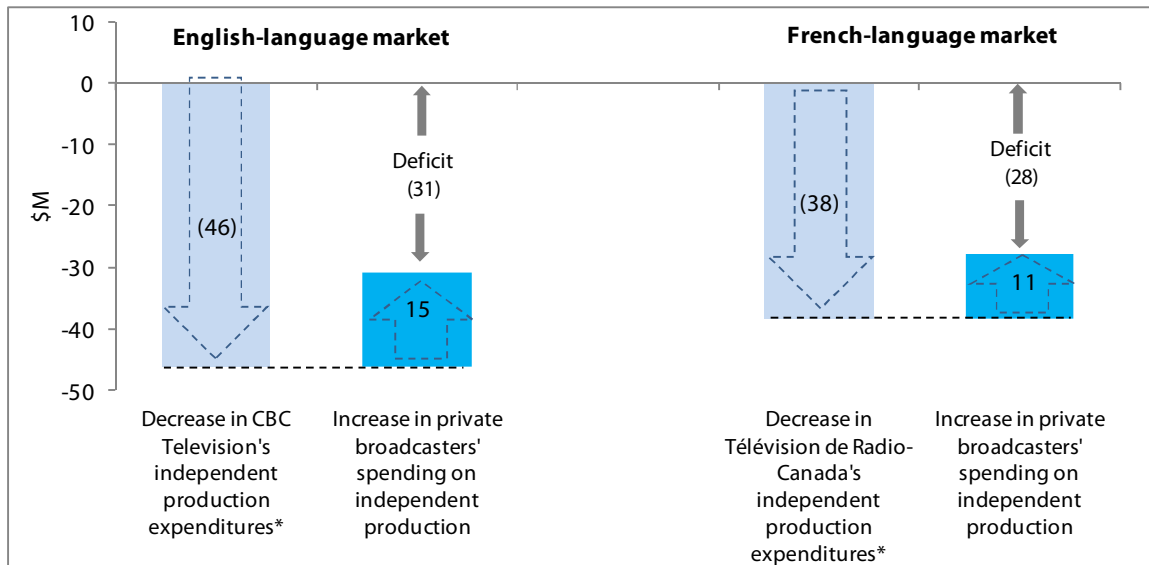 10
0
-10
-20
-30
-40
-50
$M
English-language market
French-language market
(46)
Deficit
(31)
15
(38)
Deficit
(28)
11
Decrease in CBC
Television's
independent
production
expenditures*
Increase in private
broadcasters'
spending on
independent
production
Decrease in
Télévision de Radio-
Canada's
independent
production
expenditures*
Increase in private
broadcasters'
spending on
independent
production